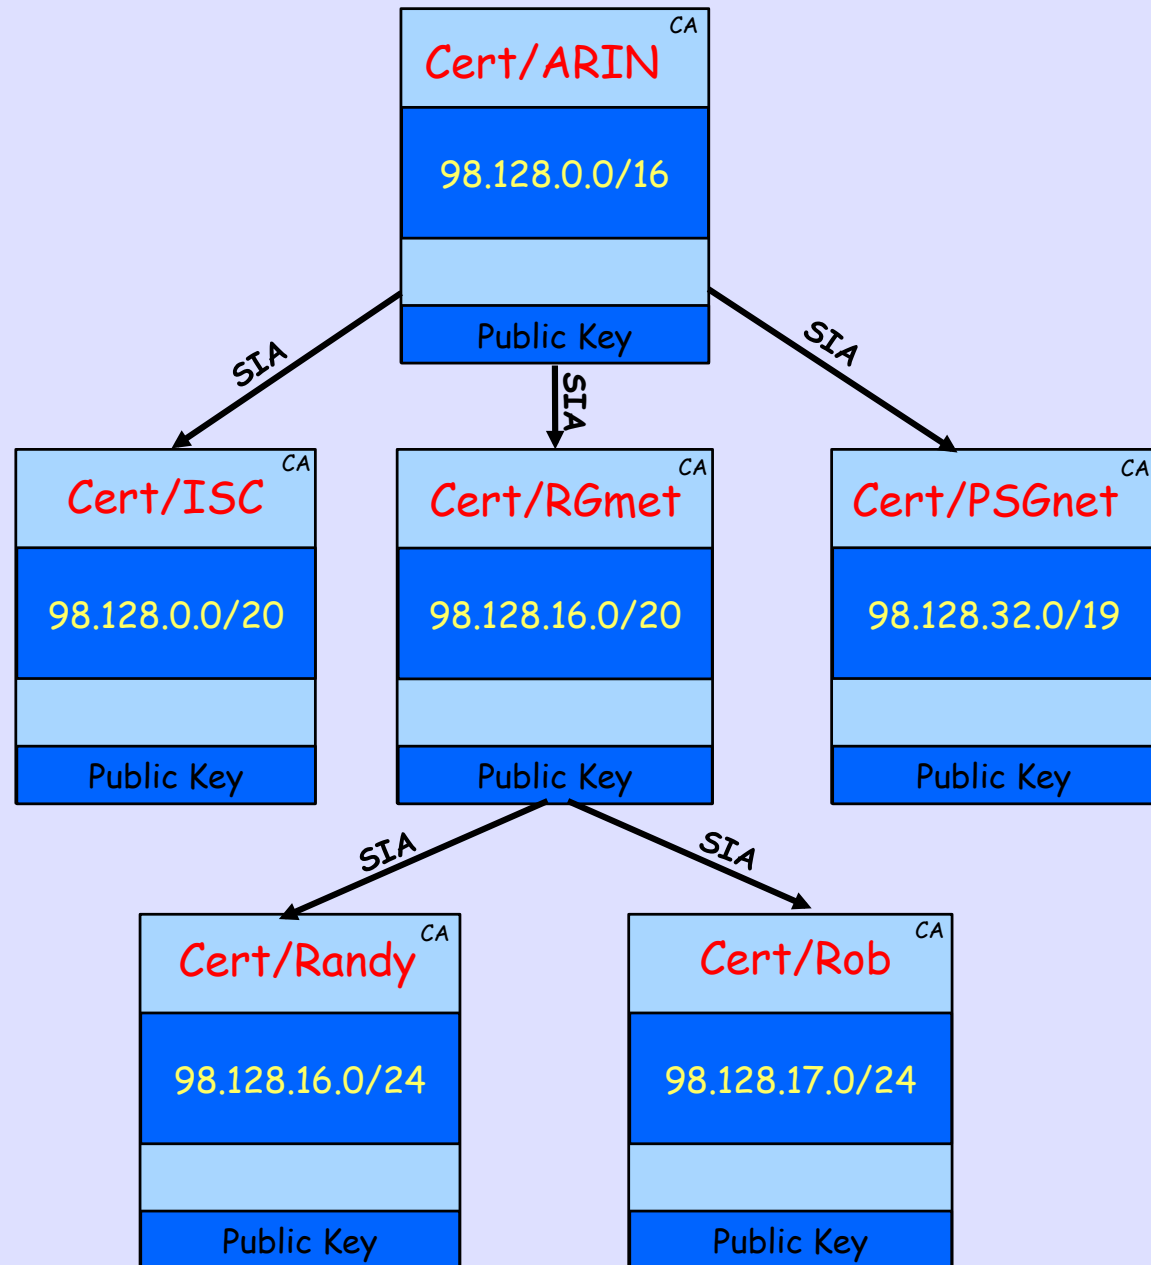 CA
Cert/ARIN
98.128.0.0/16
Public Key
SIA
SIA
SIA
CA
Cert/ISC
98.128.0.0/20
Public Key
CA
Cert/RGmet
98.128.16.0/20
Public Key
CA
Cert/PSGnet
98.128.32.0/19
Public Key
SIA
SIA
CA
Cert/Randy
98.128.16.0/24
Public Key
CA
Cert/Rob
98.128.17.0/24
Public Key